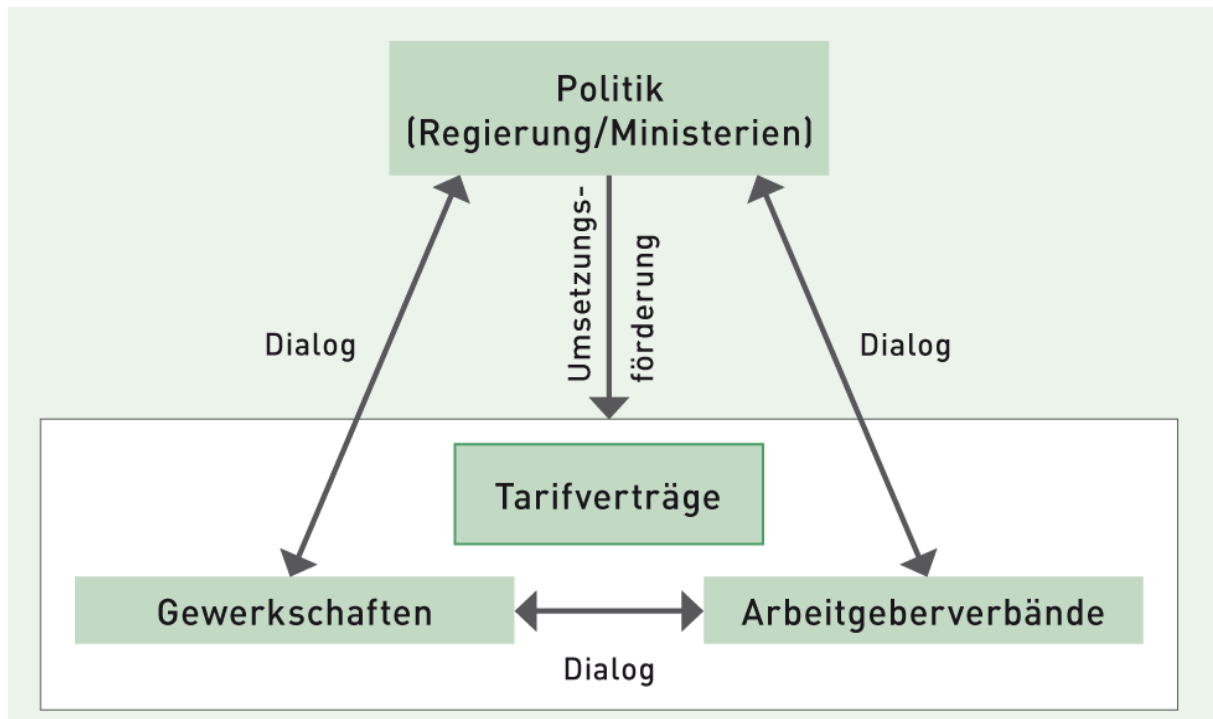 Politik
(Regierung/Ministerien)
Umsetzungs-
förderung
Dialog
Dialog
Tarifverträge
Gewerkschaften
Arbeitgeberverbände
Dialog